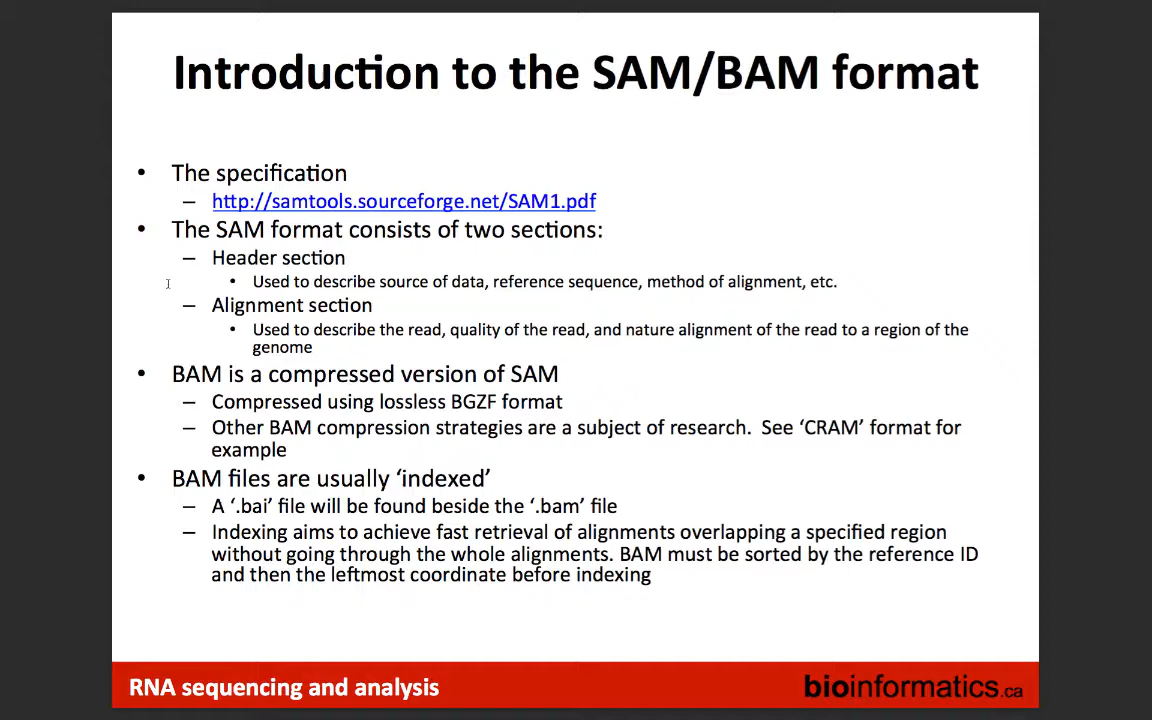 Introduction to the SAM/BAM format
• The specification
– http://samtools.sourceforge.net/SAM1.pdf
• The SAM format consists of two sections:
– Header section
• Used to describe source of data, reference sequence, method of alignment, etc.
– Alignment section
• Used to describe the read, quality of the read, and nature alignment of the read to a region of the
genome
• BAM is a compressed version of SAM
– Compressed using lossless BGZF format
– Other BAM compression strategies are a subject of research.  See ‘CRAM’ format for
example
• BAM files are usually ‘indexed’
– A ‘.bai’ file will be found beside the ‘.bam’ file
– Indexing aims to achieve fast retrieval of alignments overlapping a specified region
without going through the whole alignments. BAM must be sorted by the reference ID
and then the leftmost coordinate before indexing
RNA sequencing and analysis
bioinformatics.ca